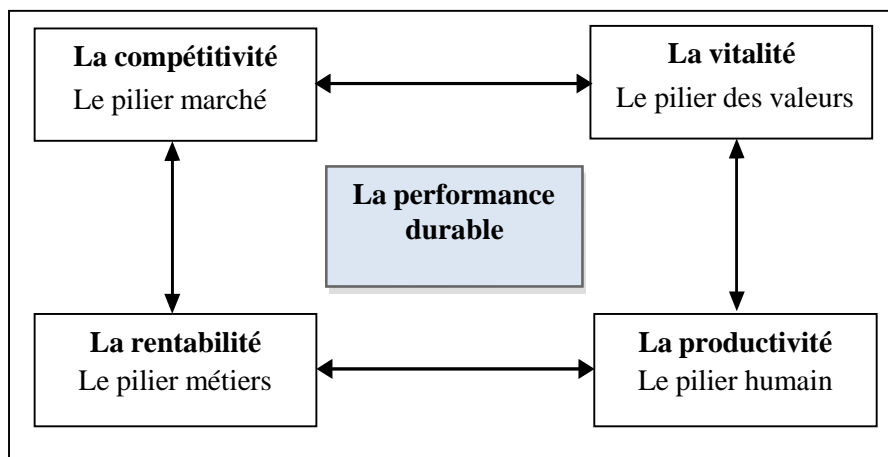 La compétitivité
Le pilier marché
La vitalité
Le pilier des valeurs
La performance
durable
La rentabilité
Le pilier métiers
La productivité
Le pilier humain